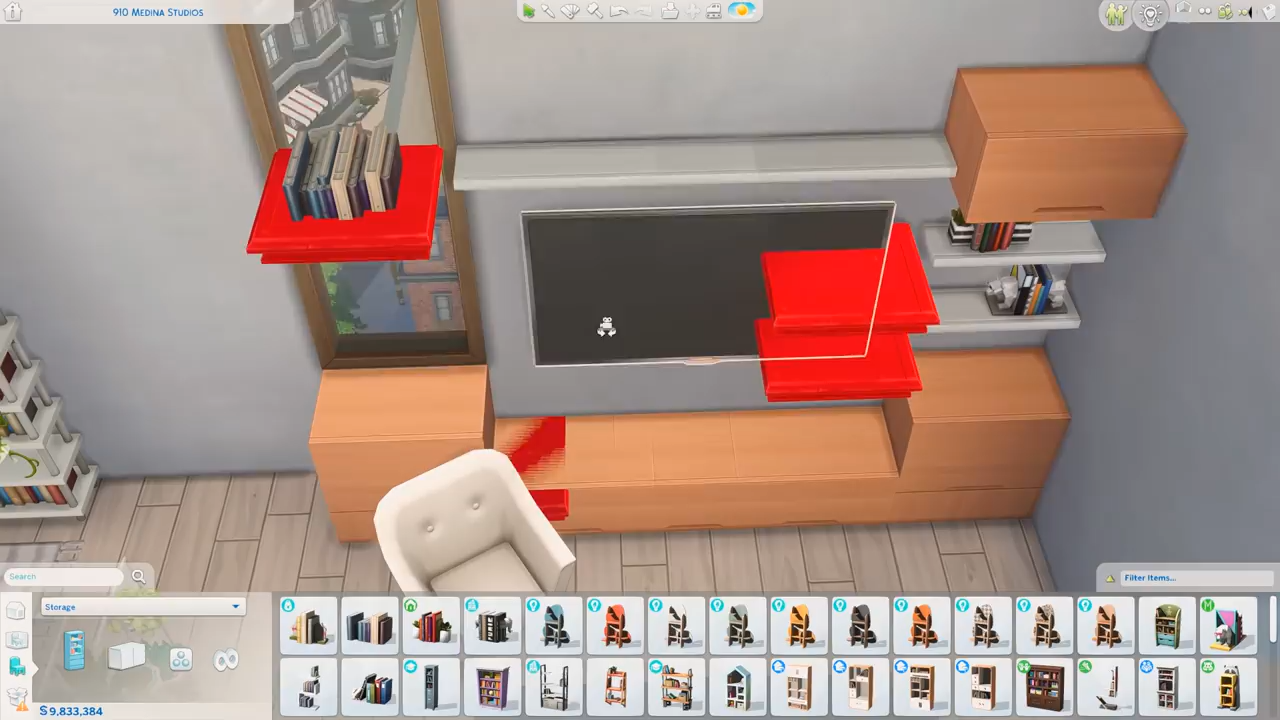 910 MEDINA STUDIOS
Search
Filter Items...
Storage
§9,833,384